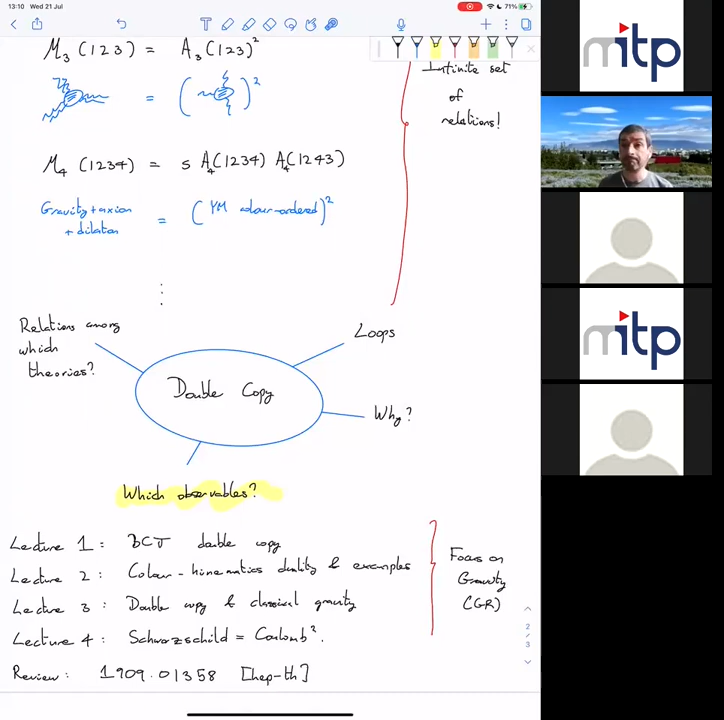 13:10 Wed 21 Jul
71%
M₃(123) = A₃(123)²
= ( )²
Infinite set
of
relations!
M₄(1234) = s A₄(1234) A₄(1243)
Gravity + axion
+ dilaton
= (YM colour-ordered)²
⋮
Relations among
which
theories?
Loops
Double Copy
Why?
Which observables?
Lecture 1: BCJ double copy
Lecture 2: Colour-kinematics duality & examples
Lecture 3: Double copy & classical gravity
Lecture 4: Schwarzschild = Coulomb².
Focus on
Gravity
(GR)
Review: 1909.01358 [hep-th]
2
/
3
mitp
mitp